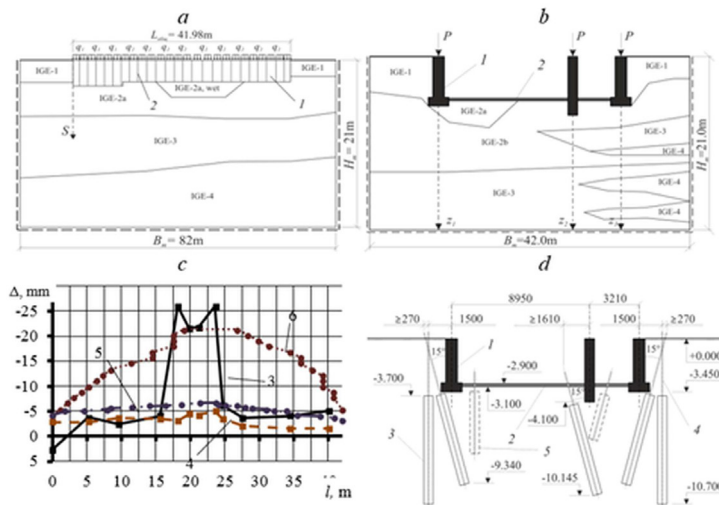 a
b
L = 41.98m
q q q q q q q q q q q q
IGE-1
IGE-1
IGE-2a
2
IGE-2a, wet
1
S
IGE-3
IGE-4
H = 21m
B = 82m
P
P
P
IGE-1
1
2
IGE-1
IGE-2a
IGE-2b
IGE-3
IGE-4
IGE-3
IGE-4
IGE-4
z
z
z
H = 21.0m
B = 42.0m
c
Δ, mm
-25
-20
-15
-10
-5
0
5
6
5
3
4
0 5 10 15 20 25 30 35 40
l, m
d
8950
3210
≥270
1500
≥1610
1500
≥270
15°
1
15°
15°
+0.000
-2.900
-3.450
-3.700
-3.100
-4.100
3
2
5
4
-9.340
-10.145
-10.700